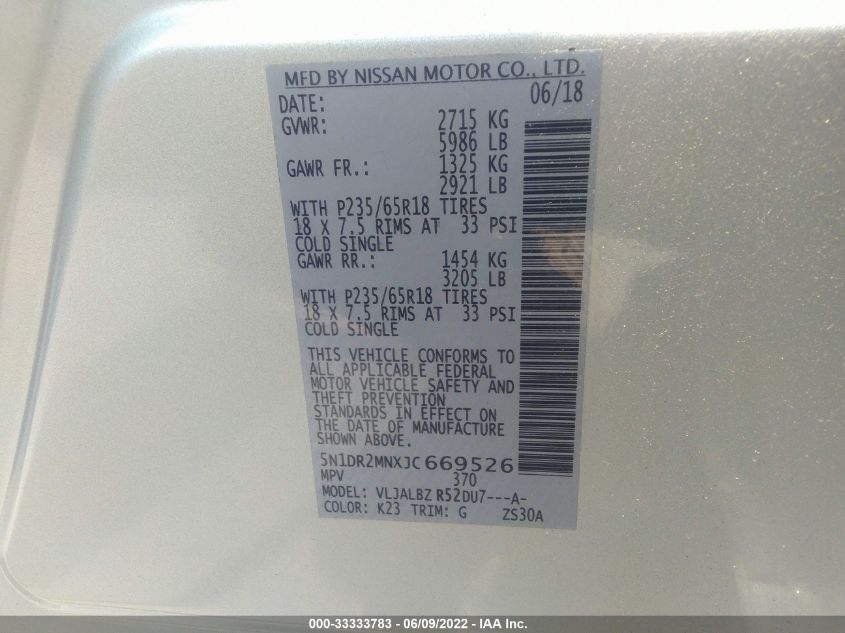 MFD BY NISSAN MOTOR CO., LTD.
DATE: 06/18
GVWR: 2715 KG
5986 LB
GAWR FR.: 1325 KG
2921 LB
WITH P235/65R18 TIRES
18 X 7.5 RIMS AT 33 PSI
COLD SINGLE
GAWR RR.: 1454 KG
3205 LB
WITH P235/65R18 TIRES
18 X 7.5 RIMS AT 33 PSI
COLD SINGLE
THIS VEHICLE CONFORMS TO
ALL APPLICABLE FEDERAL
MOTOR VEHICLE SAFETY AND
THEFT PREVENTION
STANDARDS IN EFFECT ON
THE DATE OF MANUFACTURE
SHOWN ABOVE.
5N1DR2MNXJC669526
MPV 370
MODEL: VLJALBZ R52DU7---A-
COLOR: K23 TRIM: G ZS30A
000-33333783 - 06/09/2022 - IAA Inc.